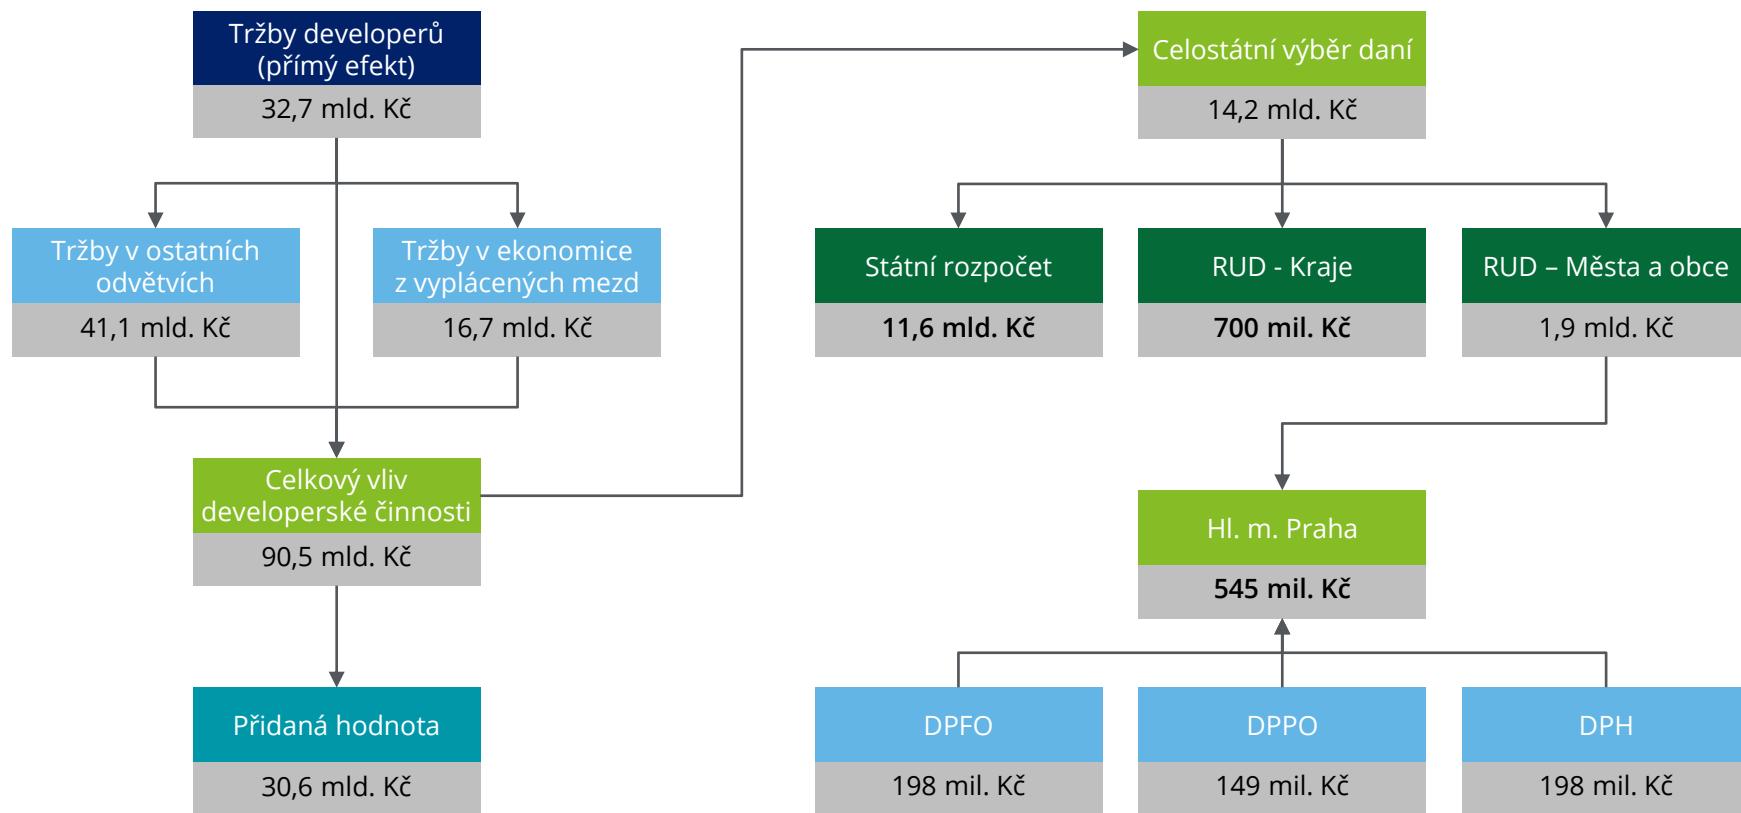 Tržby developerů
(přímý efekt)
32,7 mld. Kč
Tržby v ostatních
odvětvích
41,1 mld. Kč
Tržby v ekonomice
z vyplácených mezd
16,7 mld. Kč
Celkový vliv
developerské činnosti
90,5 mld. Kč
Přidaná hodnota
30,6 mld. Kč
Celostátní výběr daní
14,2 mld. Kč
Státní rozpočet
11,6 mld. Kč
RUD - Kraje
700 mil. Kč
RUD – Města a obce
1,9 mld. Kč
Hl. m. Praha
545 mil. Kč
DPFO
198 mil. Kč
DPPO
149 mil. Kč
DPH
198 mil. Kč